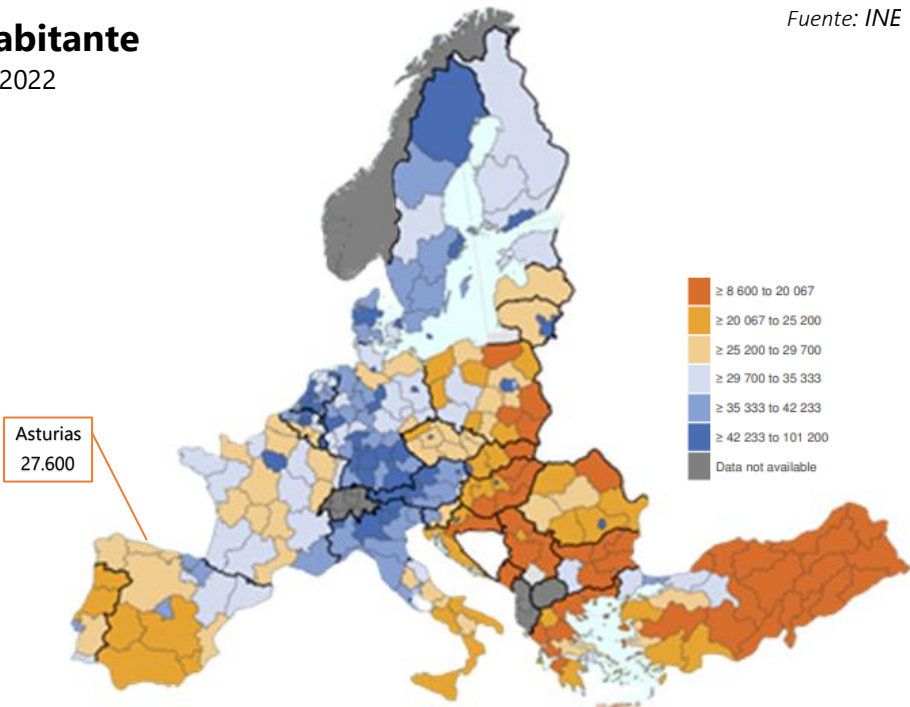 abitante
2022
Fuente: INE
≥ 8 600 to 20 067
≥ 20 067 to 25 200
≥ 25 200 to 29 700
≥ 29 700 to 35 333
≥ 35 333 to 42 233
≥ 42 233 to 101 200
Data not available
Asturias
27.600